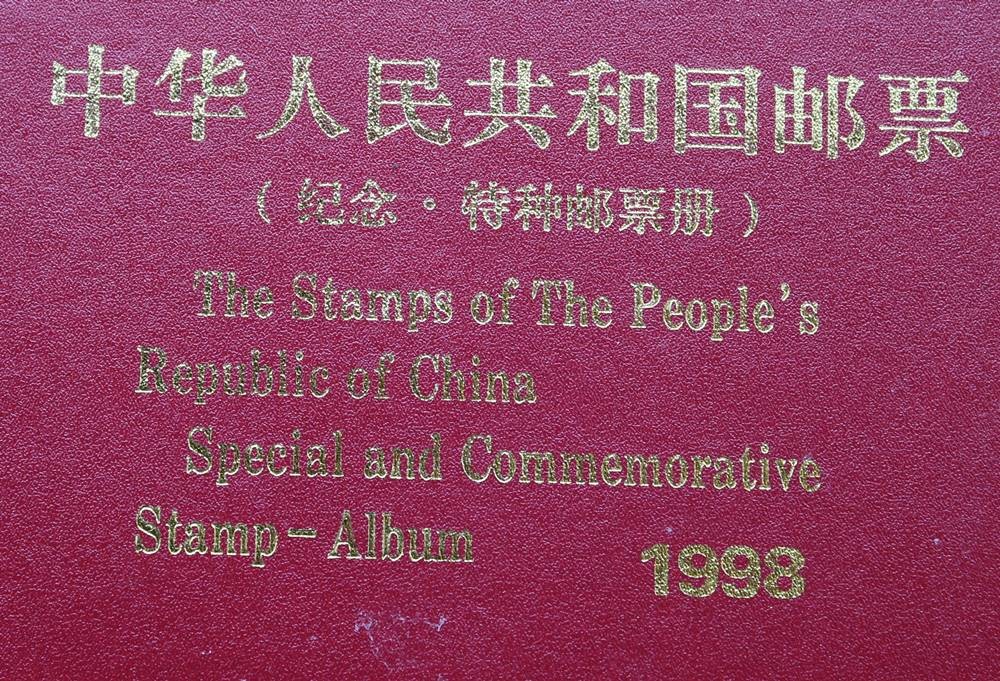 中华人民共和国邮票
（纪念·特种邮票册）
The Stamps of The People's
Republic of China
Special and Commemorative
Stamp-Album
1998